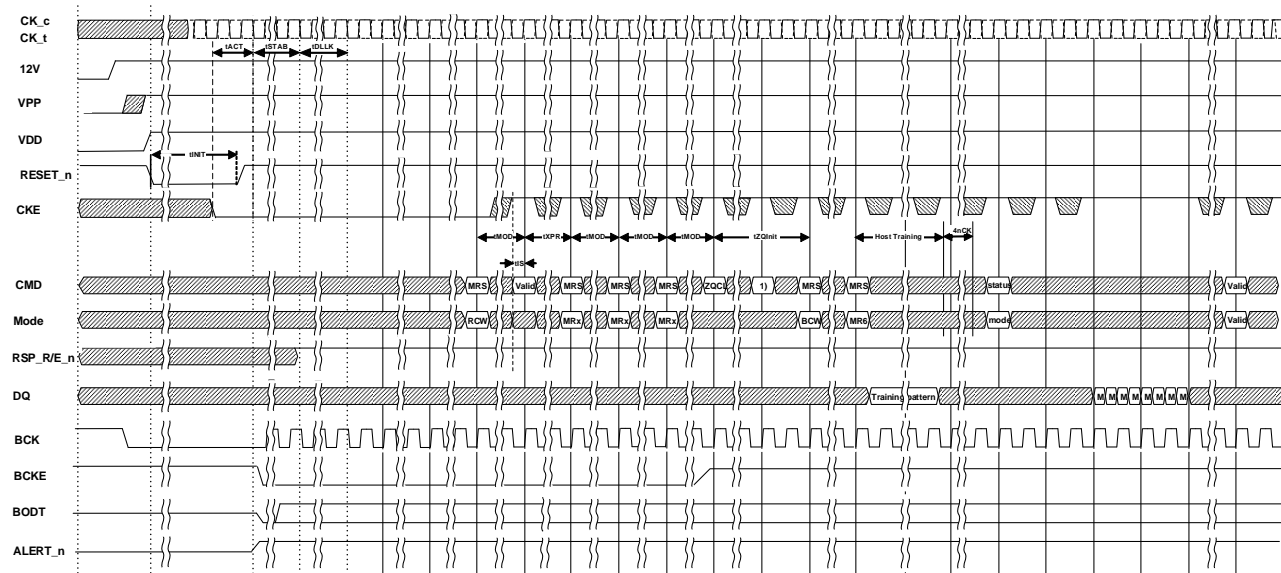 CK_c
CK_t
tACT tSTAB tDLLK
12V
VPP
VDD
tINIT
RESET_n
CKE
tMOD tXPR tMOD tMOD tMOD tZQInit Host Training 4nCK
tIS
CMD MRS Valid MRS MRS MRS ZQCL 1) MRS MRS status Valid
Mode RCW MRx MRx MRx BCW MR6 mode Valid
RSP_R/E_n
DQ Training pattern M M M M M M M M
BCK
BCKE
BODT
ALERT_n